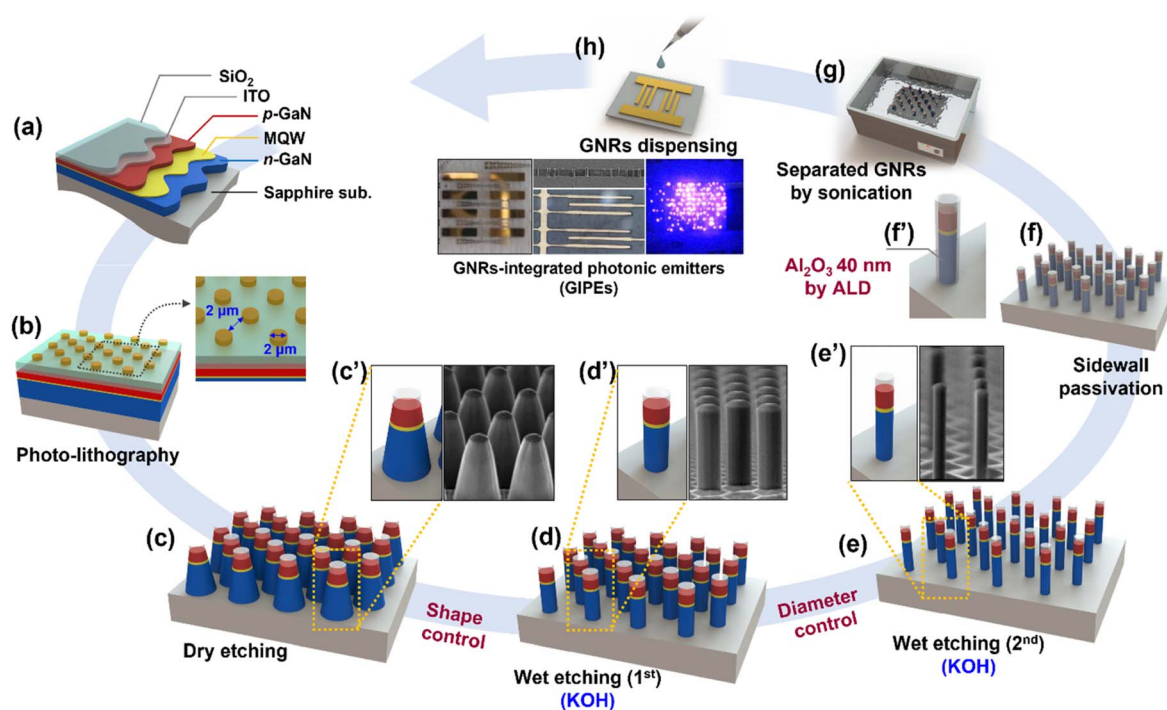 (a)
SiO₂
ITO
p-GaN
MQW
n-GaN
Sapphire sub.
(b)
2 μm
2 μm
Photo-lithography
(c)
(c')
Dry etching
Shape
control
(d)
(d')
Wet etching (1ˢᵗ)
(KOH)
Diameter
control
(e)
(e')
Wet etching (2ⁿᵈ)
(KOH)
(f)
(f')
Al₂O₃ 40 nm
by ALD
Sidewall
passivation
(g)
Separated GNRs
by sonication
(h)
GNRs dispensing
GNRs-integrated photonic emitters
(GIPEs)